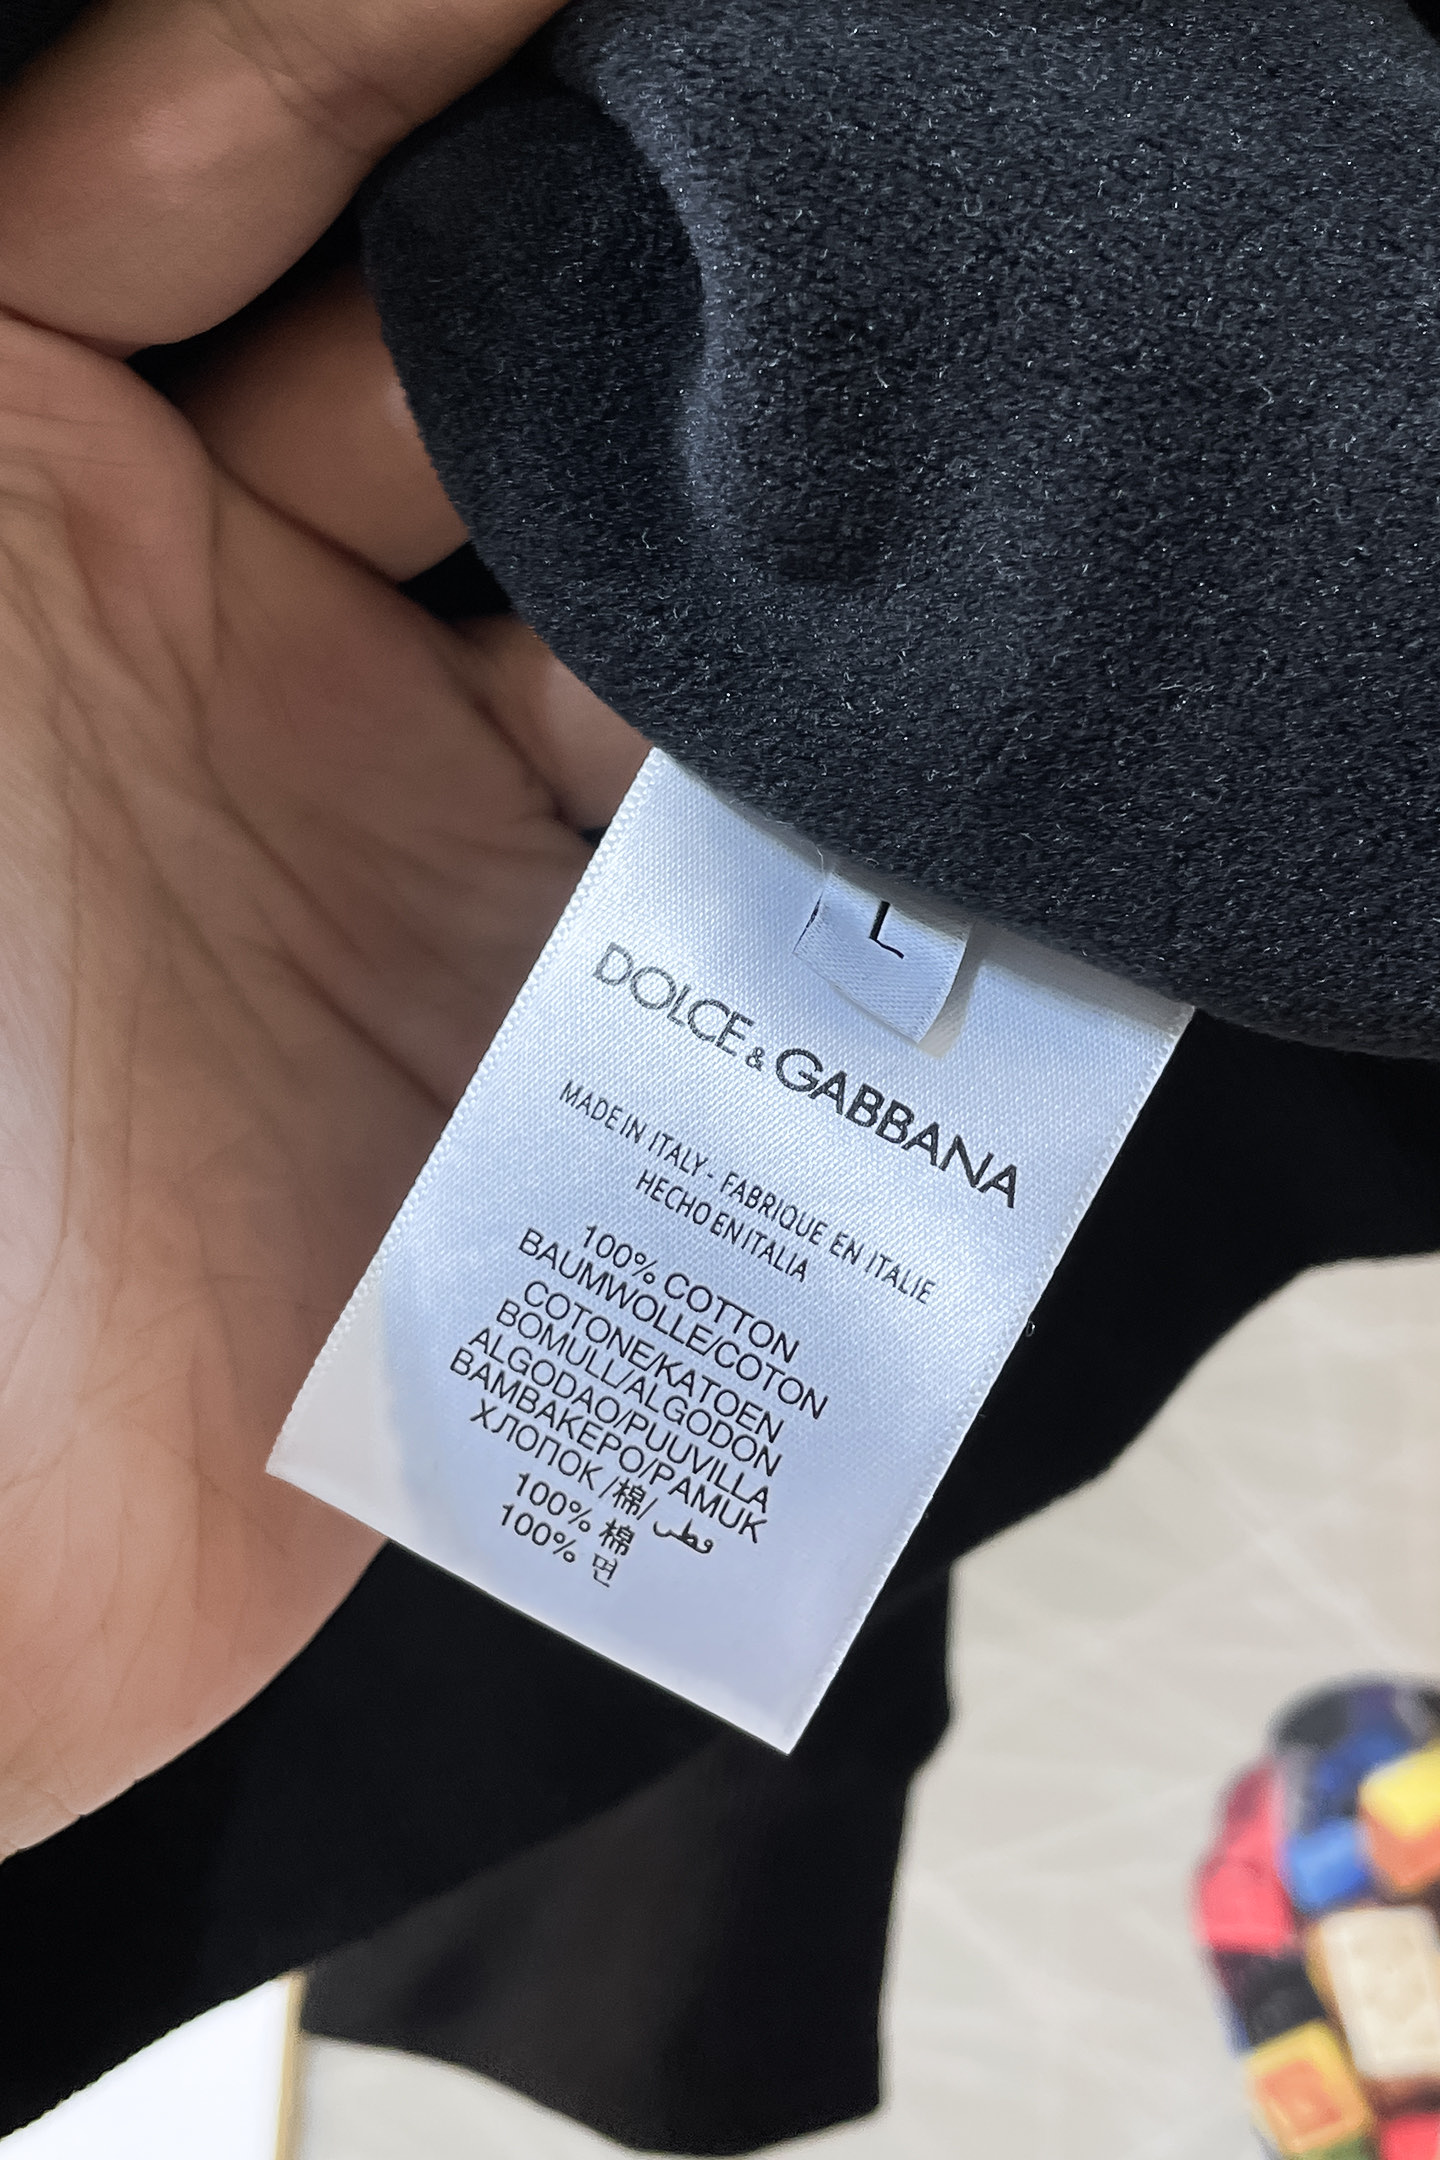 L
DOLCE & GABBANA
MADE IN ITALY - FABRIQUE EN ITALIE
HECHO EN ITALIA
100% COTTON
BAUMWOLLE/COTON
COTONE/KATOEN
BOMULL/ALGODON
ALGODAO/PUUVILLA
BAMBAKEPO/PAMUK
ХЛОПОК /棉/ قطن
100% 棉
100% 면